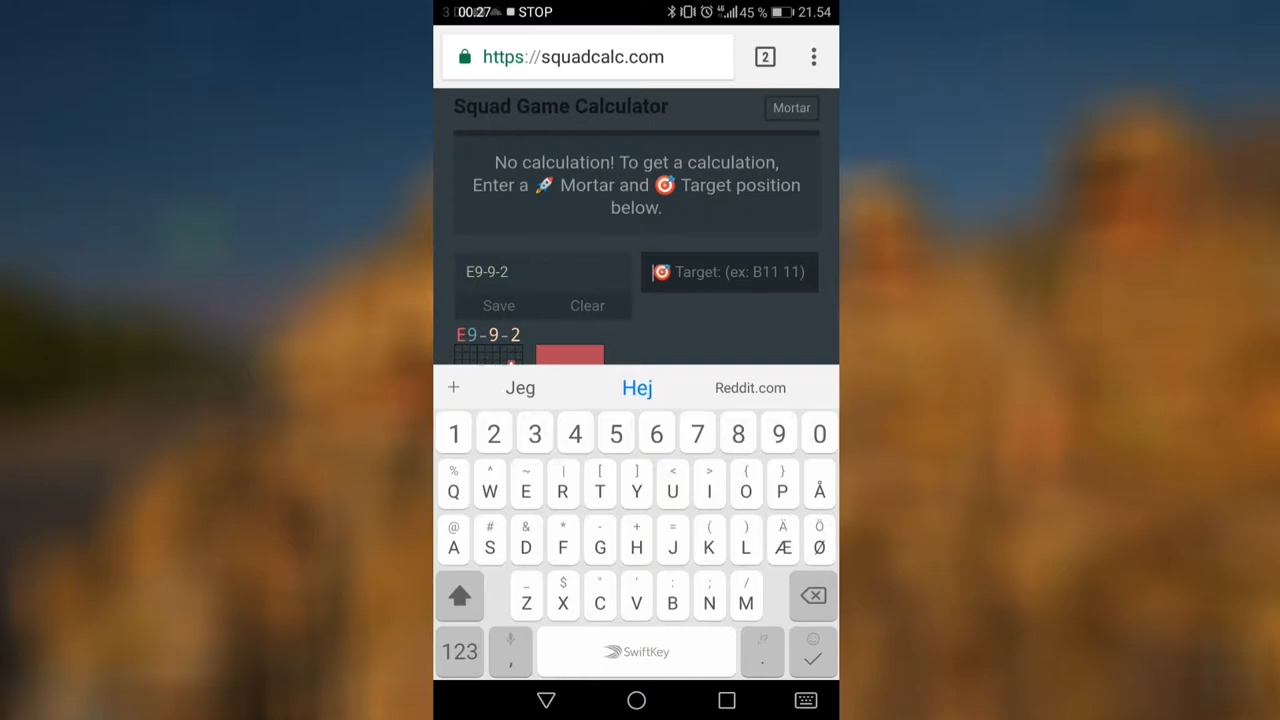 00:27 STOP 45 % 21.54
https://squadcalc.com 2
Squad Game Calculator Mortar
No calculation! To get a calculation,
Enter a 🚀 Mortar and 🎯 Target position
below.
E9-9-2 🎯 Target: (ex: B11 11)
Save Clear
E9-9-2
+ Jeg Hej Reddit.com
1 2 3 4 5 6 7 8 9 0
% ^ ~ | [ ] < > { }
Q W E R T Y U I O P Å
@ # & * - + = ( ) Ä Ö
A S D F G H J K L Æ Ø
_ $ " ' : ; /
Z X C V B N M
123 , SwiftKey .